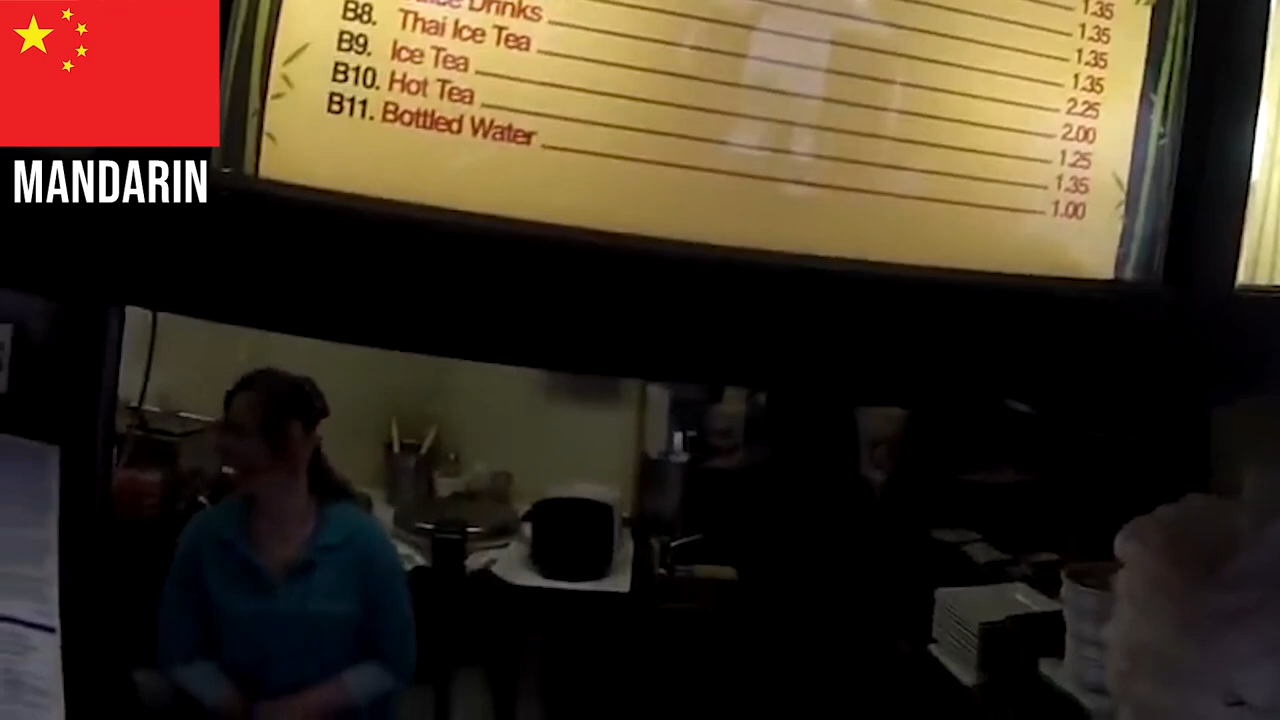 MANDARIN
1.35
1.35
1.35
1.35
Drinks 2.25
B8. Thai Ice Tea 2.00
B9. Ice Tea 1.25
B10. Hot Tea 1.35
B11. Bottled Water 1.00